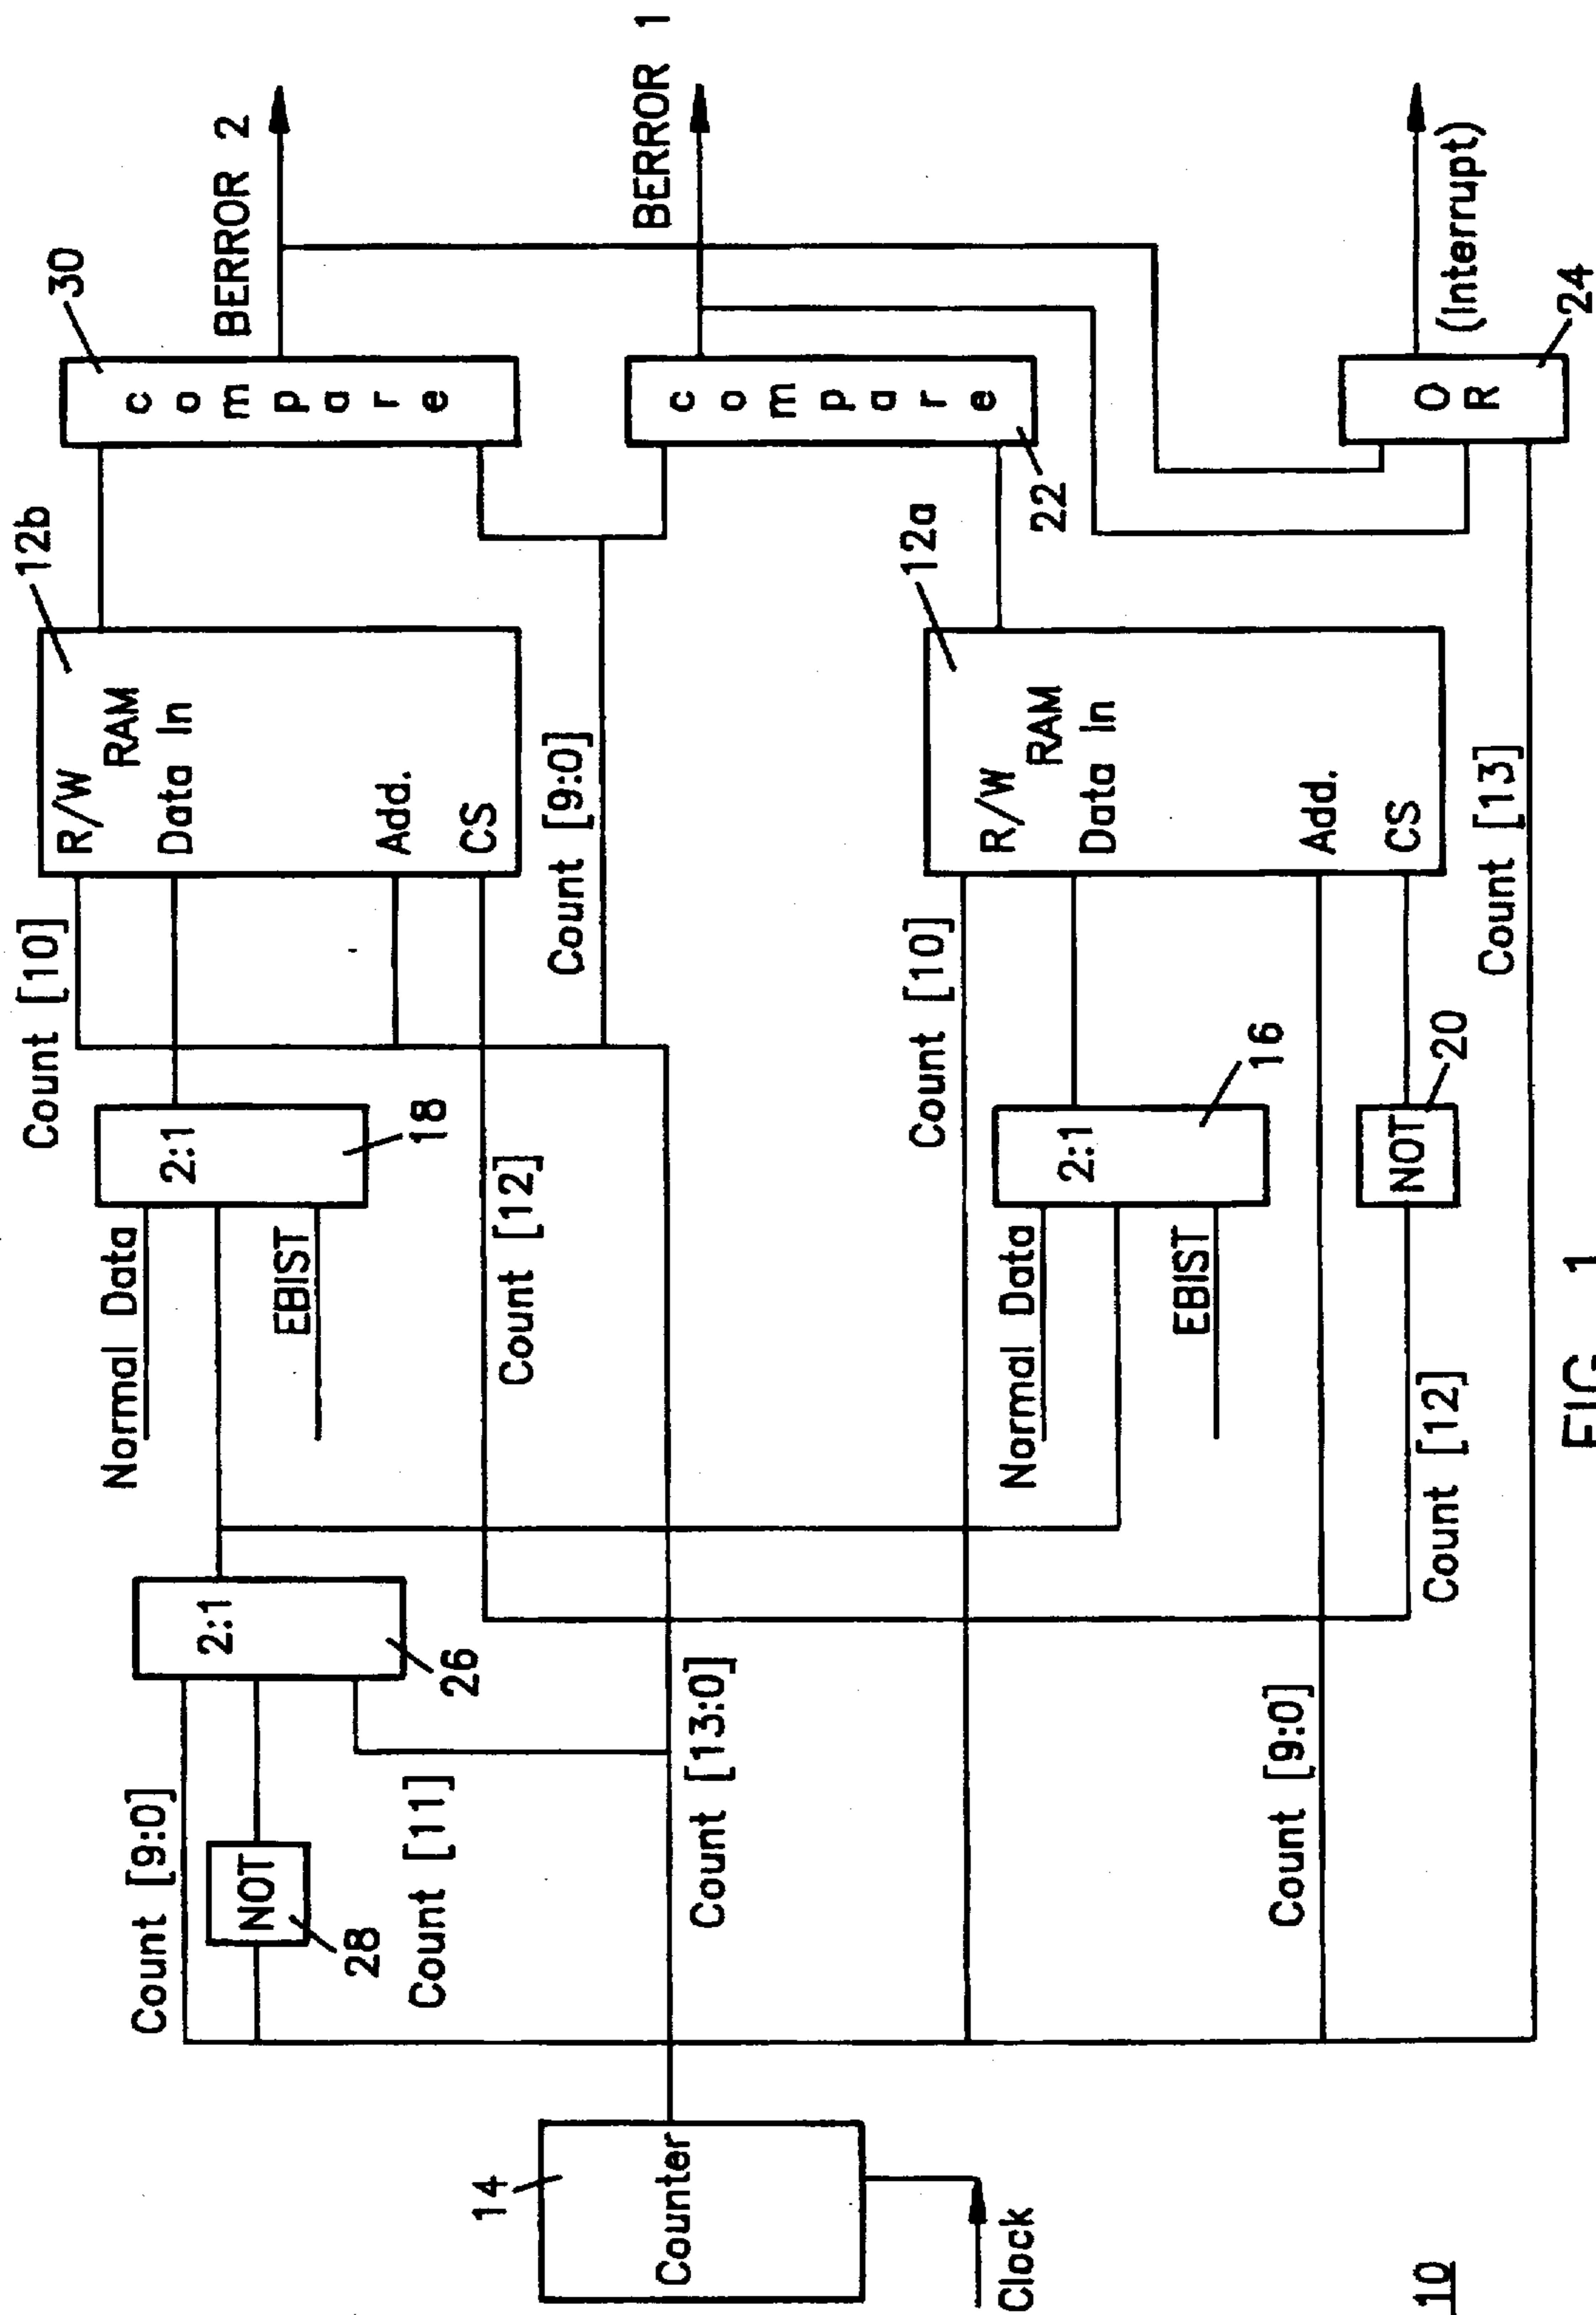 30
BERROR 2
BERROR 1
compare
compare
(Interrupt)
OR
24
12b
R/W
RAM
Data In
Add.
CS
22
12a
R/W
RAM
Data In
Add.
CS
Count [10]
Count [9:0]
Count [10]
Count [13]
2:1
18
2:1
16
NOT
20
Normal Data
EBIST
Count [12]
Normal Data
EBIST
Count [12]
2:1
26
Count [9:0]
NOT
28
Count [11]
Count [13:0]
Count [9:0]
14
Counter
Clock
10
FIG. 1